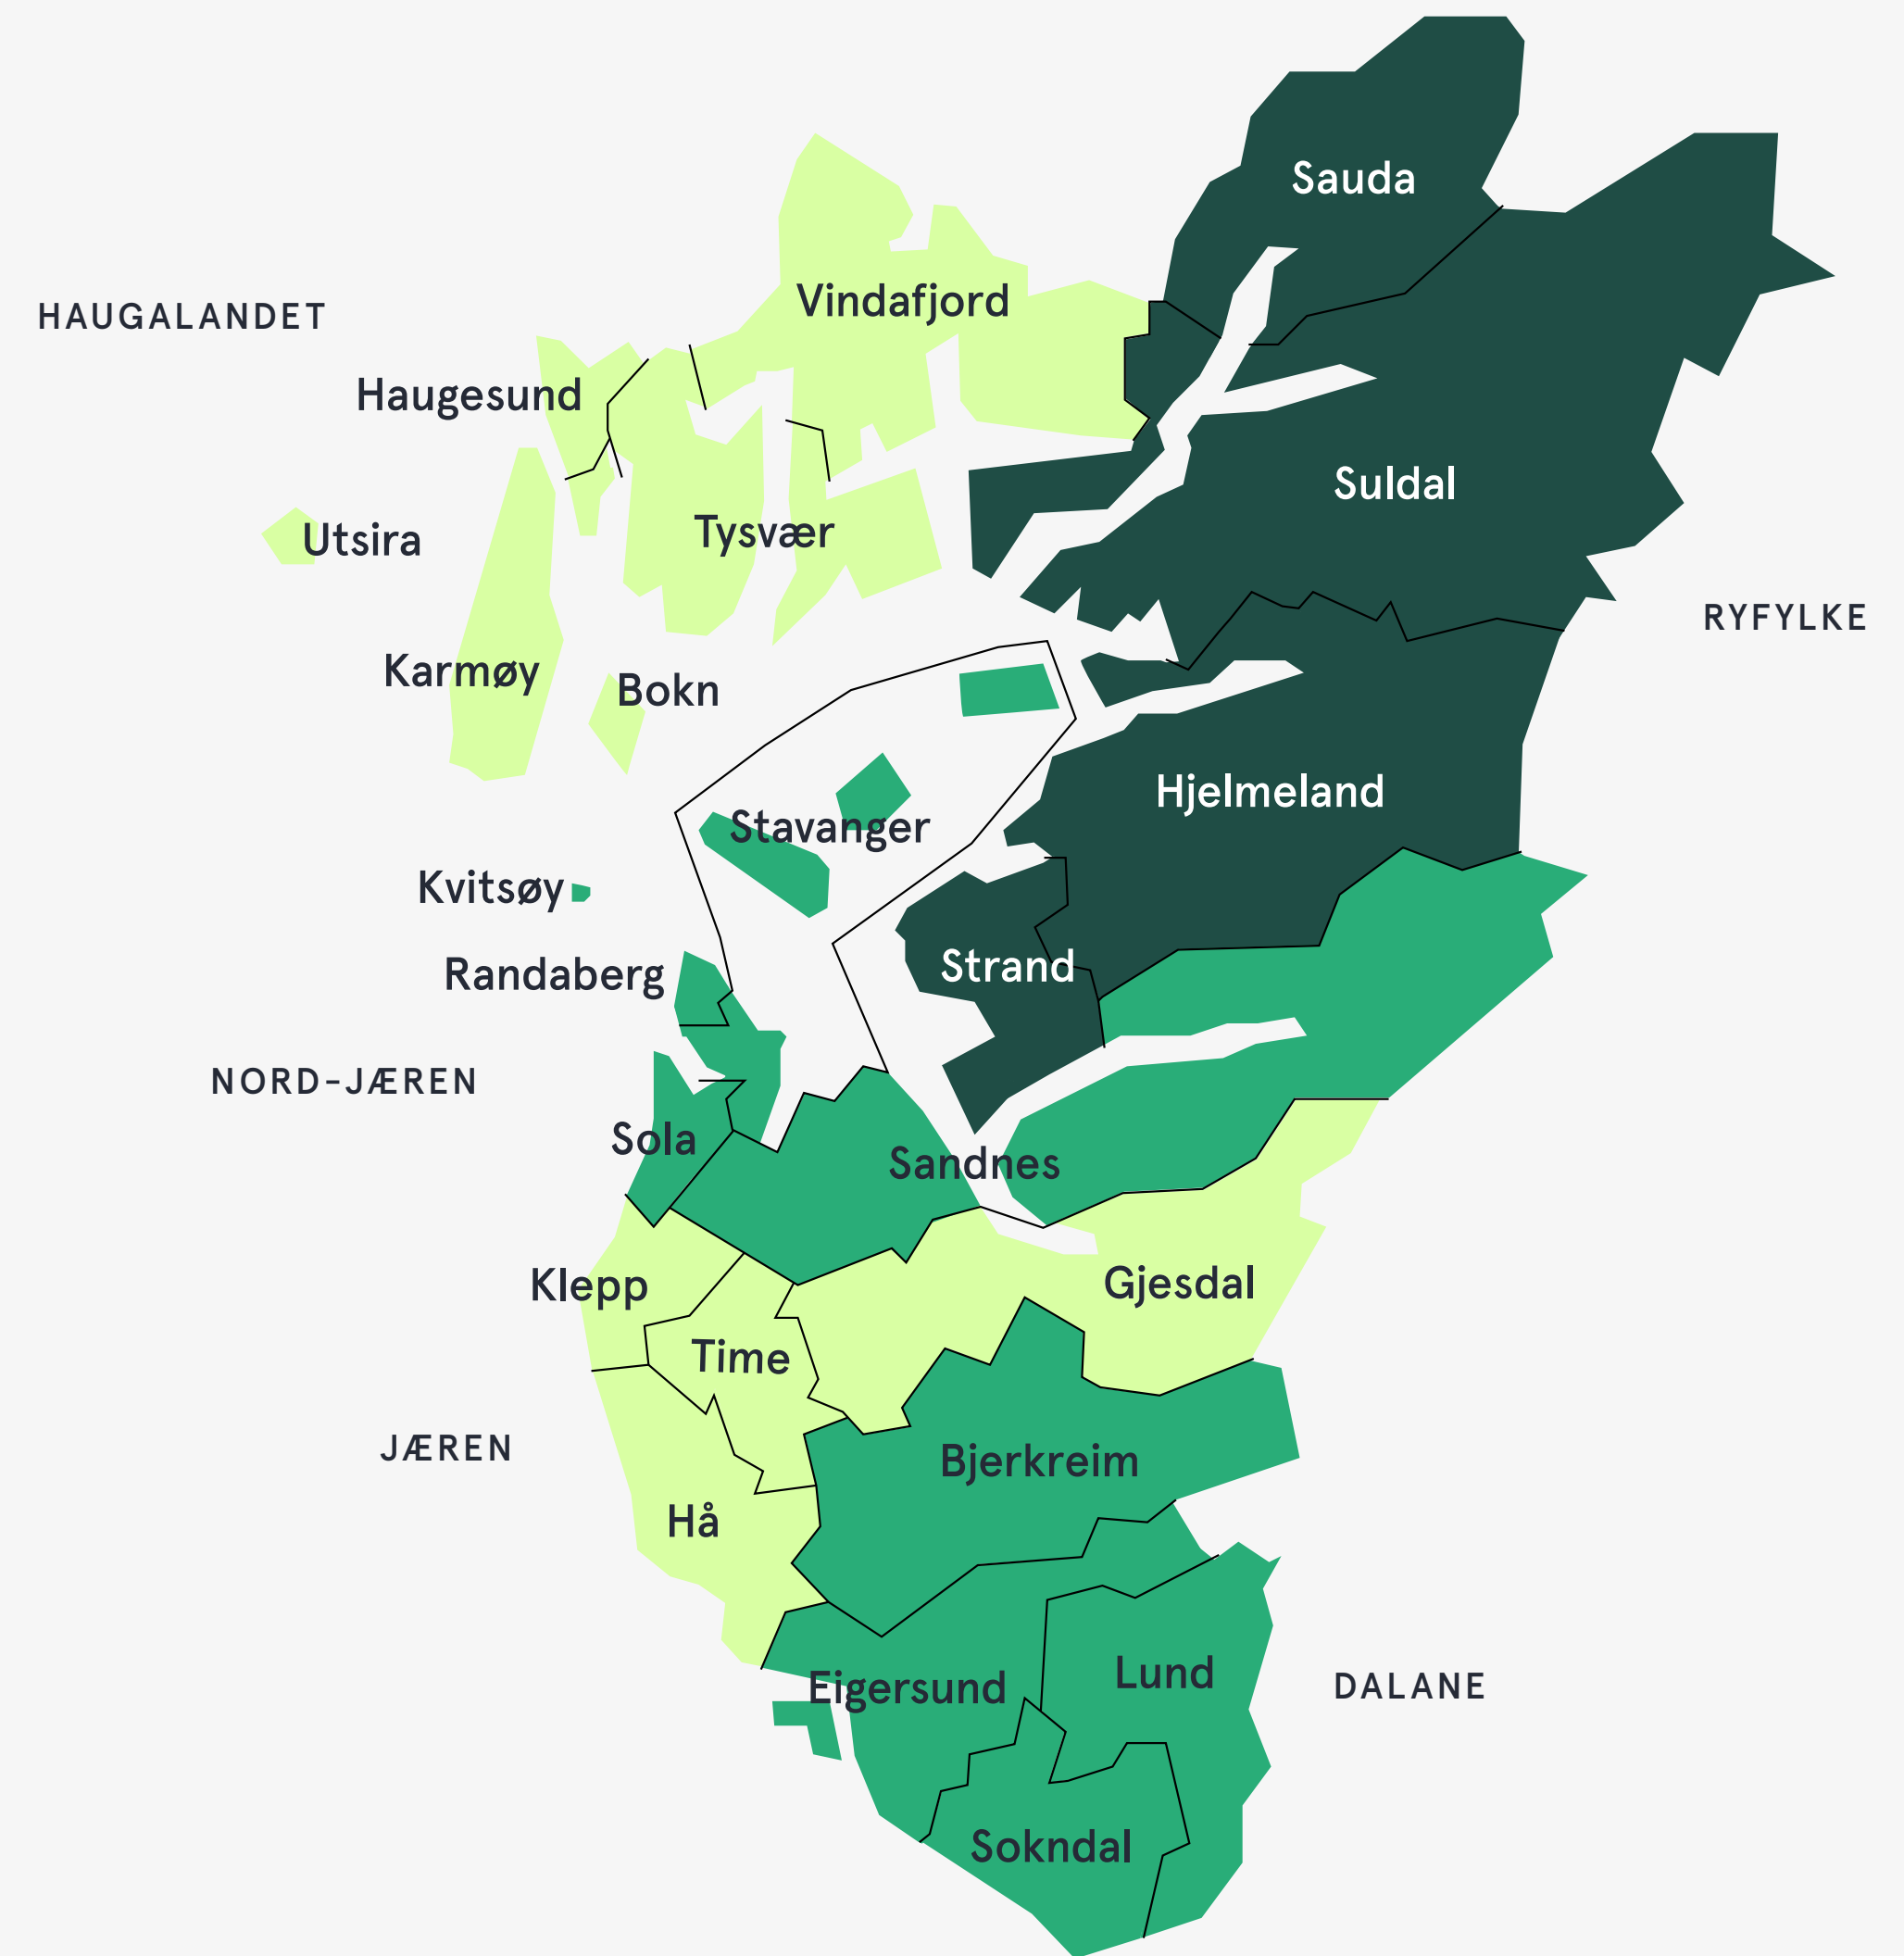 Sauda
Vindafjord
HAUGALANDET
Haugesund
Suldal
Tysvær
Utsira
RYFYLKE
Karmøy
Bokn
Hjelmeland
Stavanger
Kvitsøy
Strand
Randaberg
NORD-JÆREN
Sola
Sandnes
Klepp
Gjesdal
Time
JÆREN
Bjerkreim
Hå
Lund
Eigersund
DALANE
Sokndal